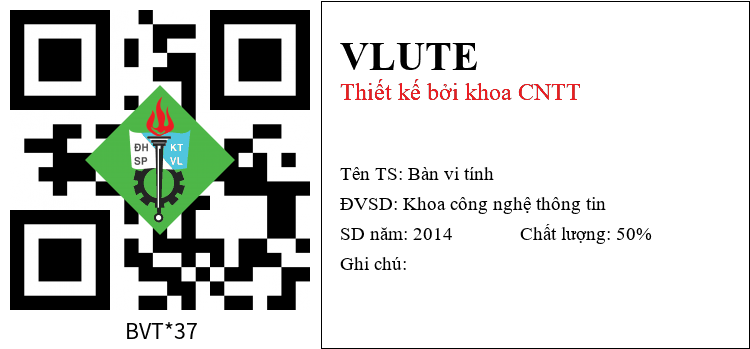 ĐH KT
SP VL
BVT*37
VLUTE
Thiết kế bởi khoa CNTT
Tên TS: Bàn vi tính
ĐVSD: Khoa công nghệ thông tin
SD năm: 2014 Chất lượng: 50%
Ghi chú: